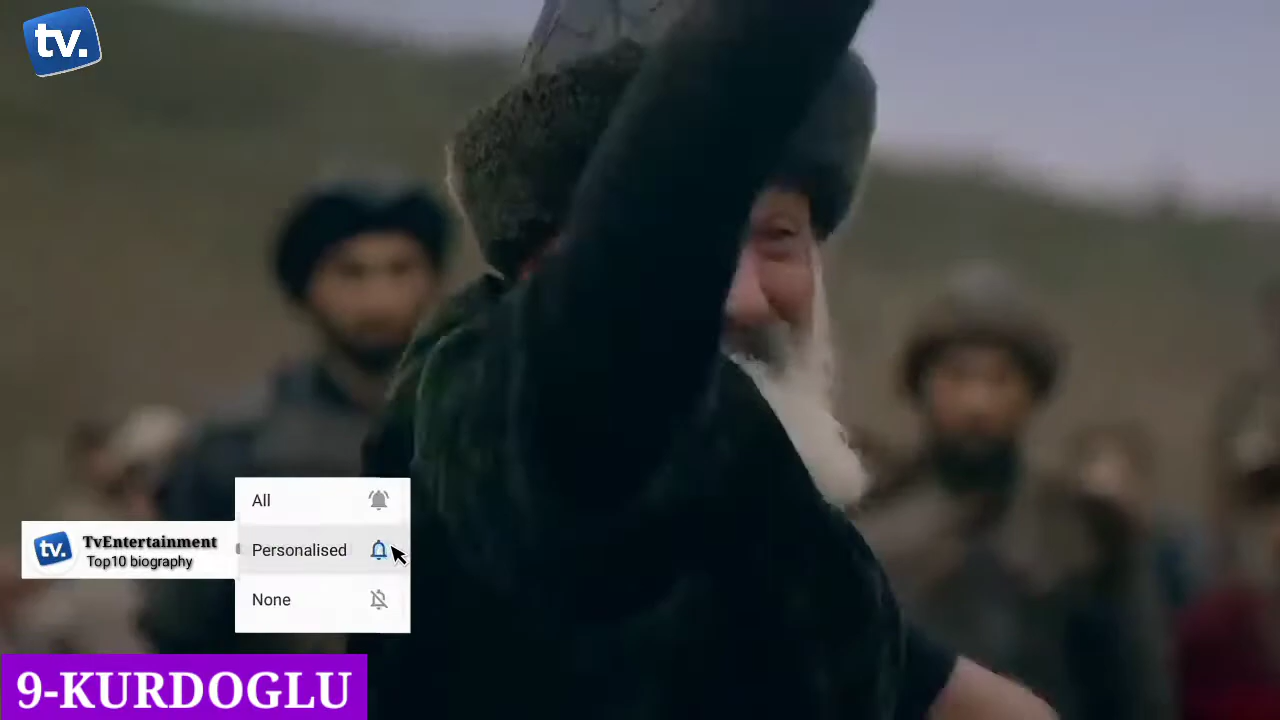 tv.
All
Personalised
None
tv.
TvEntertainment
Top10 biography
9-KURDOGLU